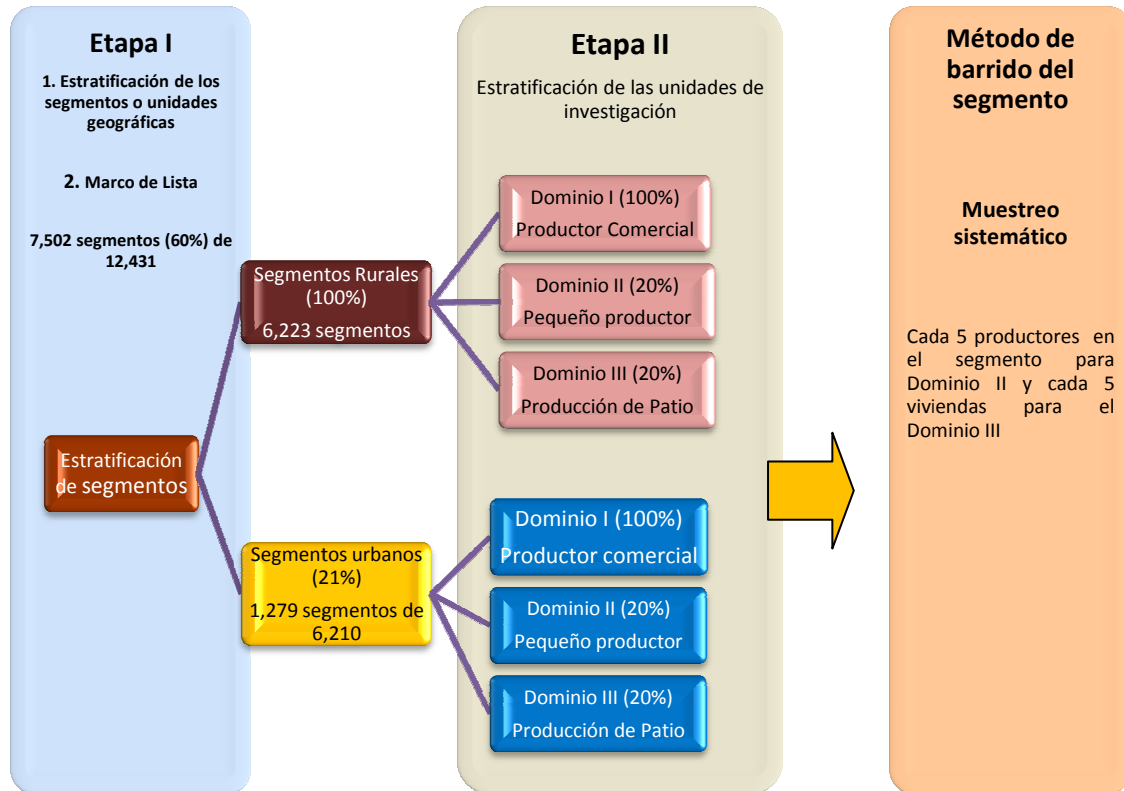 Etapa I
1. Estratificación de los
segmentos o unidades
geográficas
2. Marco de Lista
7,502 segmentos (60%) de
12,431
Estratificación
de segmentos
Segmentos Rurales
(100%)
6,223 segmentos
Segmentos urbanos
(21%)
1,279 segmentos de
6,210
Etapa II
Estratificación de las unidades de
investigación
Dominio I (100%)
Productor Comercial
Dominio II (20%)
Pequeño productor
Dominio III (20%)
Producción de Patio
Dominio I (100%)
Productor comercial
Dominio II (20%)
Pequeño productor
Dominio III (20%)
Producción de Patio
Método de
barrido del
segmento
Muestreo
sistemático
Cada 5 productores en
el segmento para
Dominio II y cada 5
viviendas para el
Dominio III